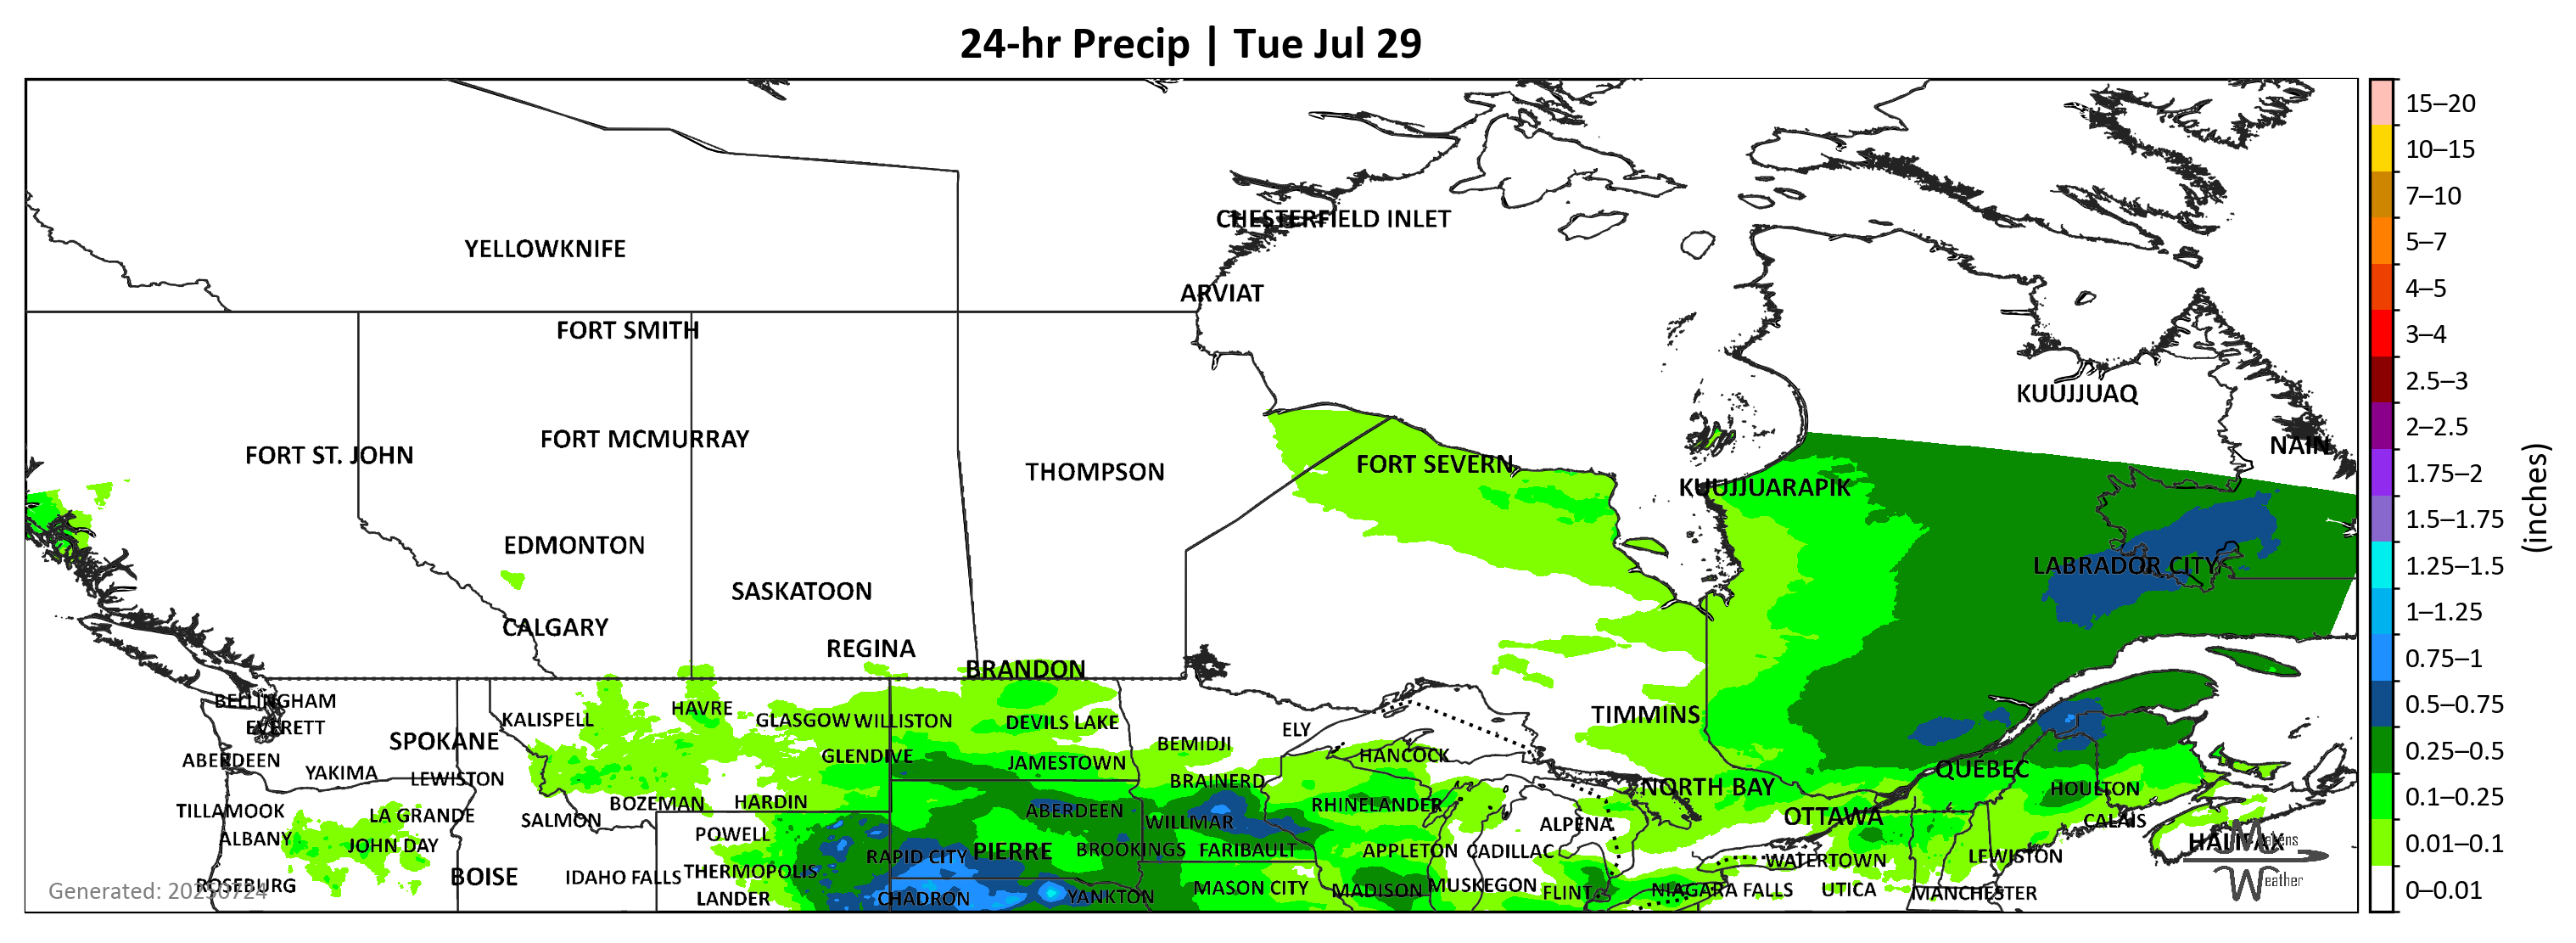 24-hr Precip | Tue Jul 29
CHESTERFIELD INLET
YELLOWKNIFE
ARVIAT
FORT SMITH
KUUJJUAQ
FORT MCMURRAY
NAIN
FORT ST. JOHN
FORT SEVERN
THOMPSON
KUUJJUARAPIK
EDMONTON
LABRADOR CITY
SASKATOON
CALGARY
REGINA
BRANDON
BELLINGHAM
HAVRE
TIMMINS
KALISPELL
GLASGOW
WILLISTON
DEVILS LAKE
EVERETT
ELY
SPOKANE
BEMIDJI
HANCOCK
GLENDIVE
ABERDEEN
JAMESTOWN
QUÉBEC
YAKIMA
LEWISTON
BRAINERD
NORTH BAY
HOULTON
BOZEMAN
HARDIN
RHINELANDER
TILLAMOOK
LA GRANDE
ABERDEEN
OTTAWA
SALMON
WILLMAR
ALPENA
CALAIS
ALBANY
POWELL
JOHN DAY
HALIFAX
RAPID CITY
PIERRE
BROOKINGS
FARIBAULT
APPLETON
CADILLAC
LEWISTON
WATERTOWN
BOISE
IDAHO FALLS
THERMOPOLIS
ROSEBURG
MASON CITY
MADISON
MUSKEGON
FLINT
NIAGARA FALLS
UTICA
MANCHESTER
LANDER
CHADRON
YANKTON
Generated: 20250724
Matens
Weather
15–20
10–15
7–10
5–7
4–5
3–4
2.5–3
2–2.5
1.75–2
1.5–1.75
1.25–1.5
1–1.25
0.75–1
0.5–0.75
0.25–0.5
0.1–0.25
0.01–0.1
0–0.01
(inches)